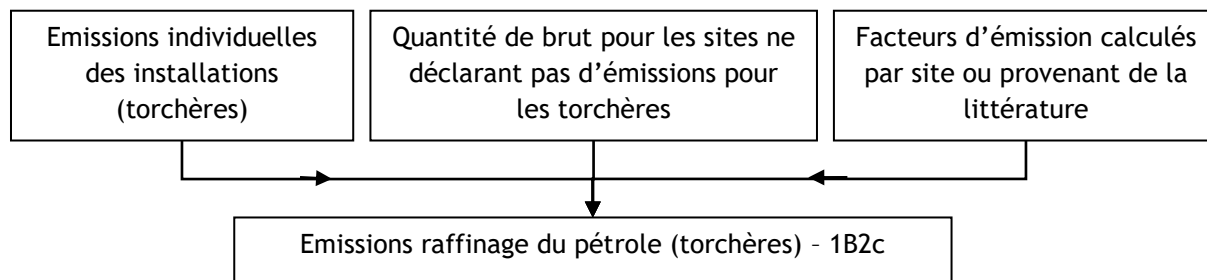 Emissions individuelles
des installations
(torchères)
Quantité de brut pour les sites ne
déclarant pas d’émissions pour
les torchères
Facteurs d’émission calculés
par site ou provenant de la
littérature
Emissions raffinage du pétrole (torchères) – 1B2c